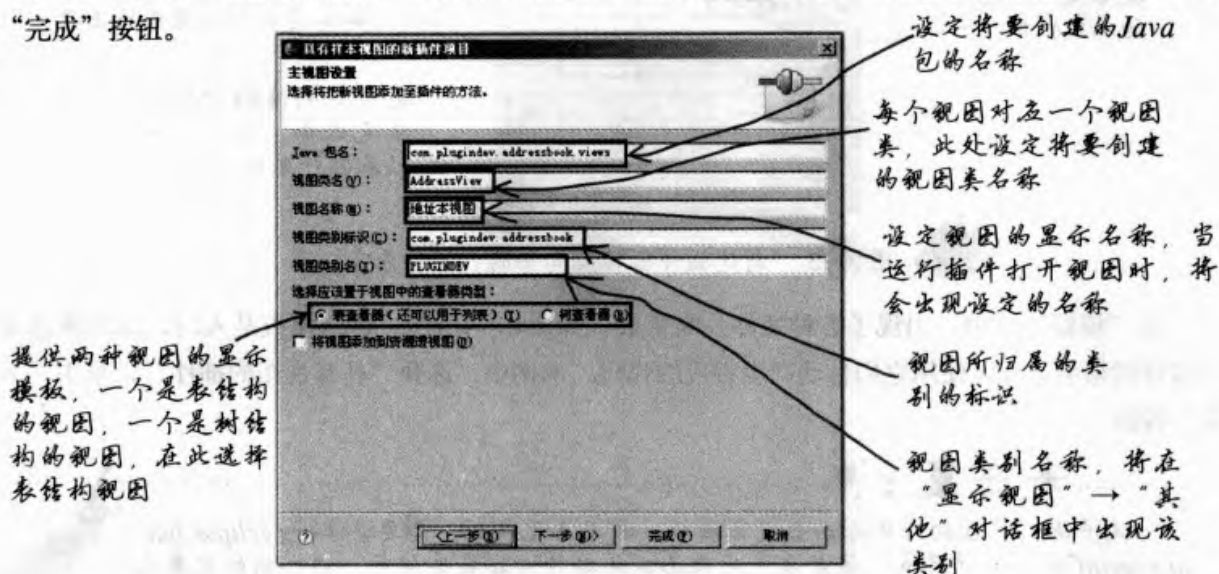 “完成”按钮。
具有样本视图的新插件项目
主视图设置
选择将把新视图添加至插件的方法。
Java 包名：
com.plugindev.addressbook.views
视图类名(V)：
AddressView
视图名称(N)：
地址本视图
视图类别标识(C)：
com.plugindev.addressbook
视图类别名(I)：
PLUGINDEV
选择应该置于视图中的查看器类型：
表查看器（还可以用于列表）(T)
树查看器(R)
将视图添加到资源透视图(D)
<上一步(B)
下一步(N)>
完成(F)
取消
设定将要创建的Java
包的名称
每个视图对应一个视图
类，此处设定将要创建
的视图类名称
设定视图的显示名称，当
运行插件打开视图时，将
会出现设定的名称
视图所归属的类
别的标识
视图类别名称，将在
“显示视图”→“其
他”对话框中出现该
类别
提供两种视图的显示
模板，一个是表结构
的视图，一个是树结
构的视图，在此选择
表结构视图